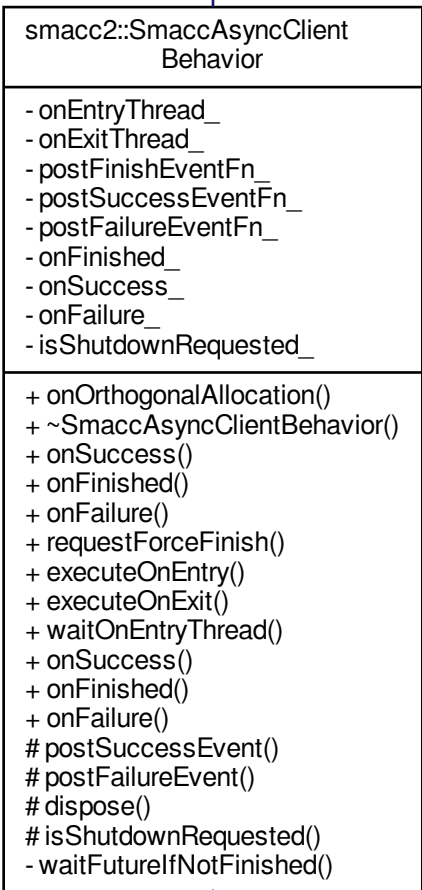 smacc2::SmaccAsyncClient
Behavior
- onEntryThread_
- onExitThread_
- postFinishEventFn_
- postSuccessEventFn_
- postFailureEventFn_
- onFinished_
- onSuccess_
- onFailure_
- isShutdownRequested_
+ onOrthogonalAllocation()
+ ~SmaccAsyncClientBehavior()
+ onSuccess()
+ onFinished()
+ onFailure()
+ requestForceFinish()
+ executeOnEntry()
+ executeOnExit()
+ waitOnEntryThread()
+ onSuccess()
+ onFinished()
+ onFailure()
# postSuccessEvent()
# postFailureEvent()
# dispose()
# isShutdownRequested()
- waitFutureIfNotFinished()